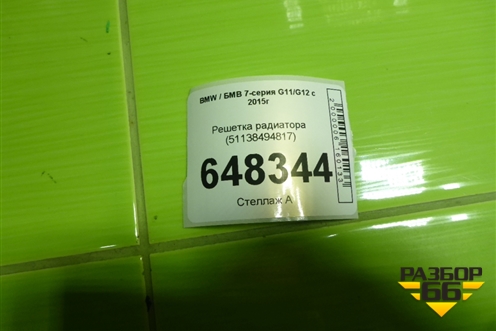 BMW / БМВ 7-серия G11/G12 с
2015г
Решетка радиатора
(51138494817)
648344
Стеллаж А
РАЗБОР
66